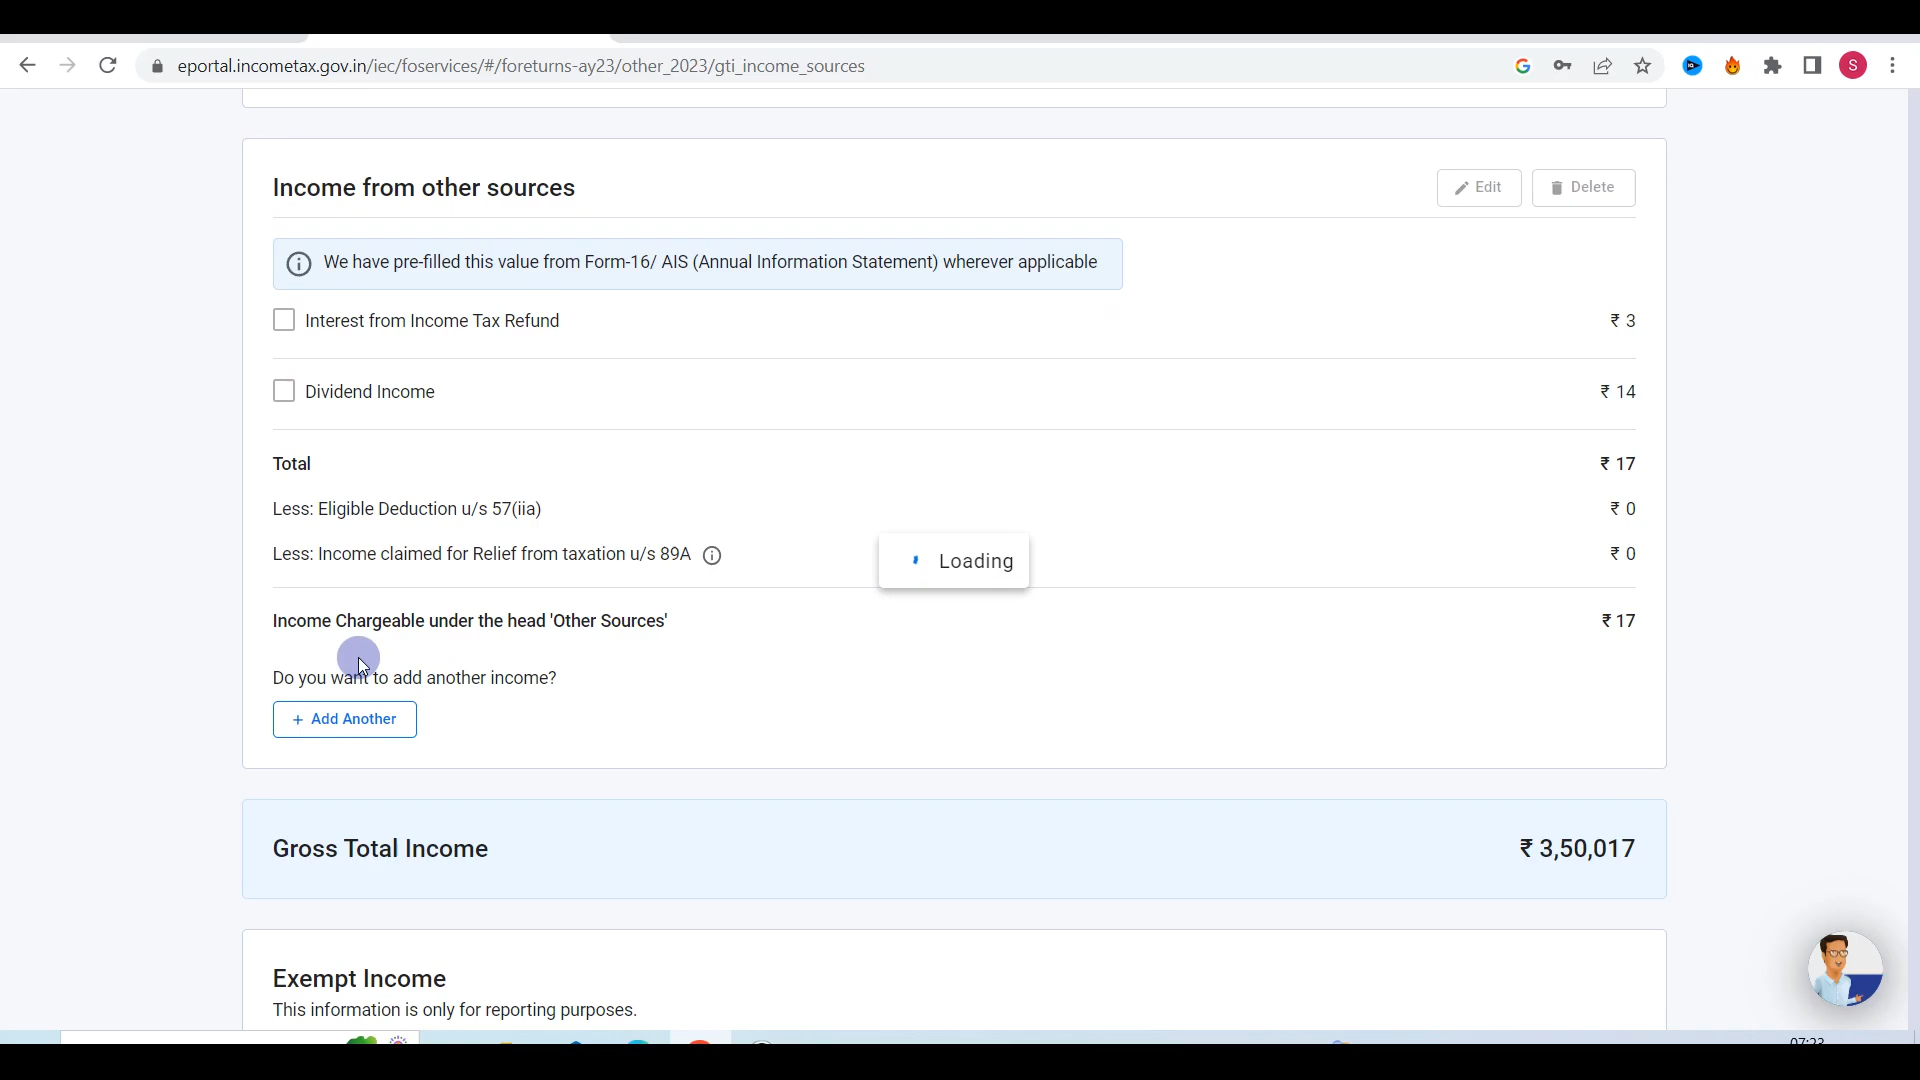 eportal.incometax.gov.in/iec/foservices/#/foreturns-ay23/other_2023/gti_income_sources
S
Income from other sources
Edit
Delete
We have pre-filled this value from Form-16/ AIS (Annual Information Statement) wherever applicable
Interest from Income Tax Refund ₹ 3
Dividend Income ₹ 14
Total ₹ 17
Less: Eligible Deduction u/s 57(iia) ₹ 0
Less: Income claimed for Relief from taxation u/s 89A ₹ 0
Loading
Income Chargeable under the head 'Other Sources' ₹ 17
Do you want to add another income?
+ Add Another
Gross Total Income ₹ 3,50,017
Exempt Income
This information is only for reporting purposes.
07:23